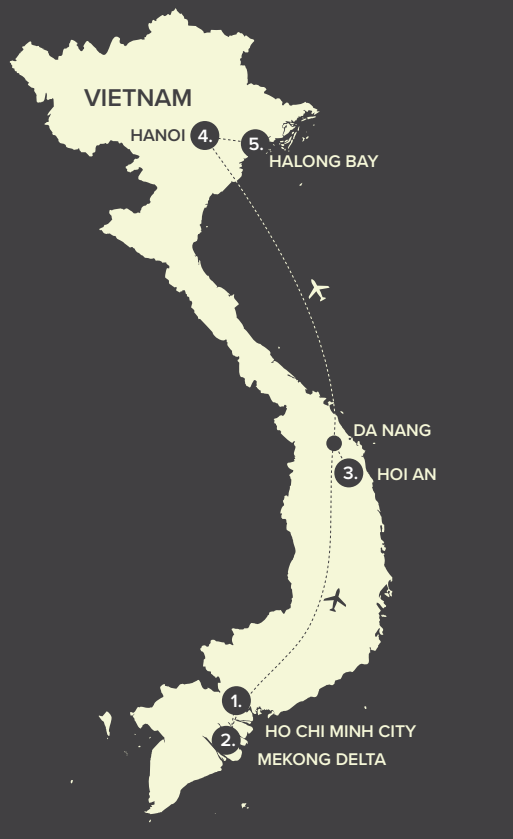 VIETNAM
HANOI 4.
5.
HALONG BAY
DA NANG
3. HOI AN
1.
HO CHI MINH CITY
2.
MEKONG DELTA